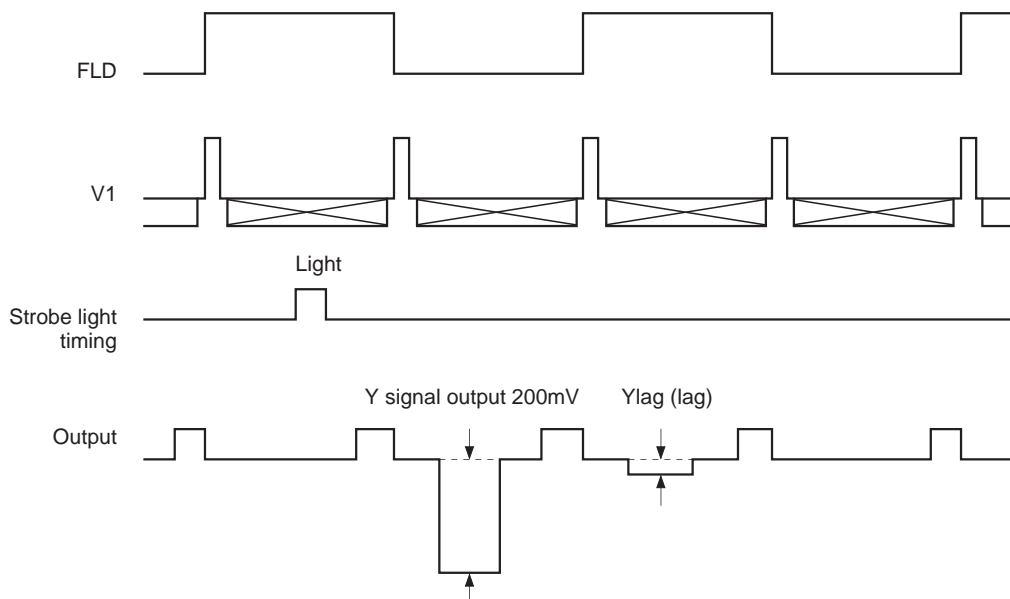 FLD
V1
Light
Strobe light
timing
Y signal output 200mV
Ylag (lag)
Output